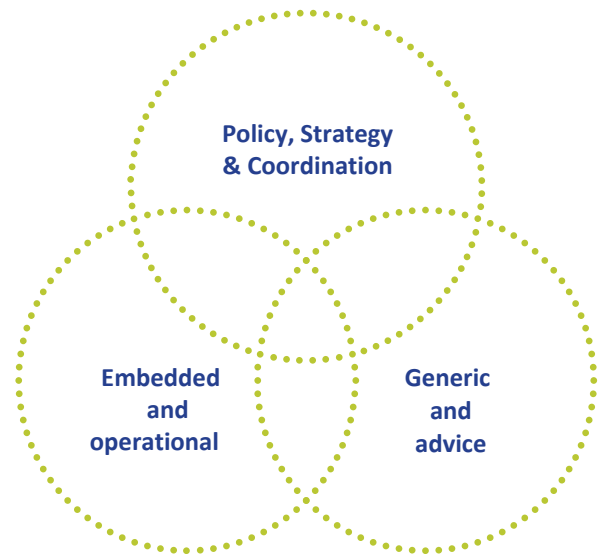 Policy, Strategy
& Coordination
Embedded
and
operational
Generic
and
advice